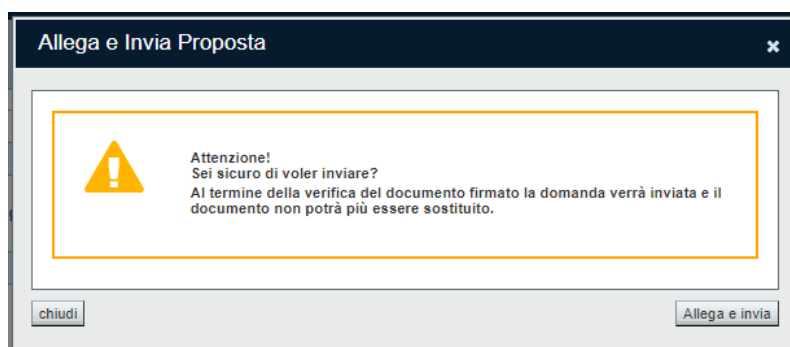 Allega e Invia Proposta
Attenzione!
Sei sicuro di voler inviare?
Al termine della verifica del documento firmato la domanda verrà inviata e il
documento non potrà più essere sostituito.
chiudi
Allega e invia